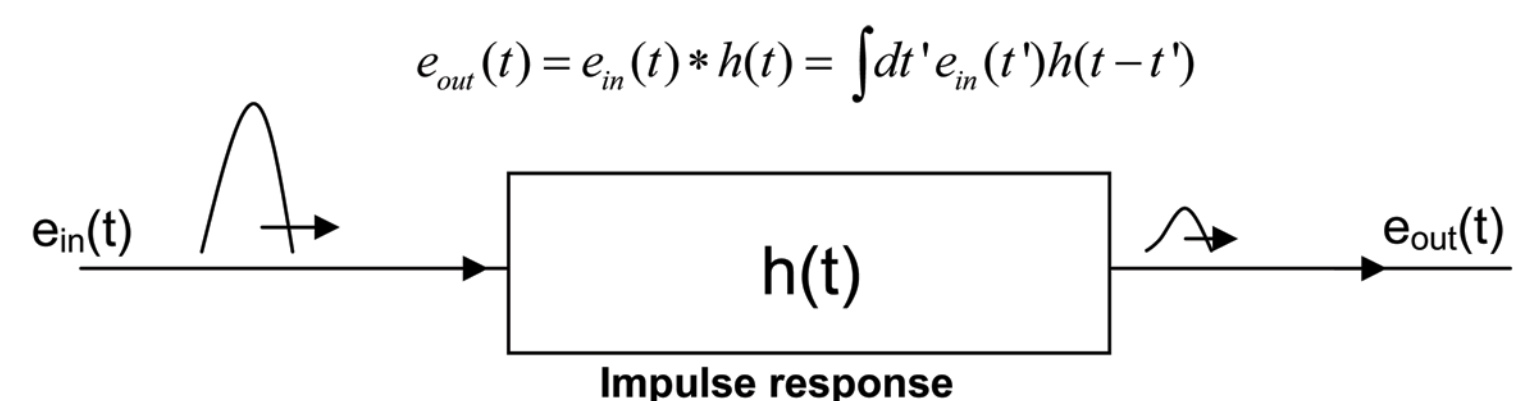 e_out(t) = e_in(t) * h(t) = ∫dt' e_in(t')h(t − t')
e_in(t)
h(t)
e_out(t)
Impulse response